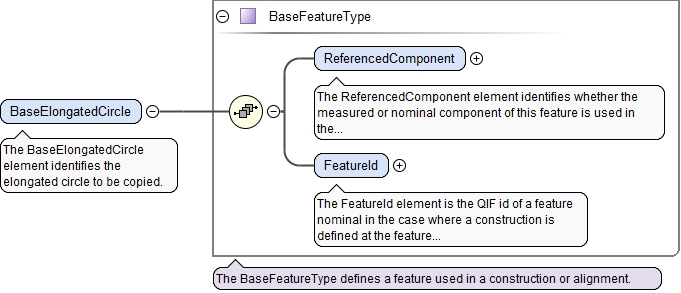 BaseFeatureType
ReferencedComponent
The ReferencedComponent element identifies whether the
measured or nominal component of this feature is used in
the...
BaseElongatedCircle
The BaseElongatedCircle
element identifies the
elongated circle to be copied.
FeatureId
The FeatureId element is the QIF id of a feature
nominal in the case where a construction is
defined at the feature...
The BaseFeatureType defines a feature used in a construction or alignment.